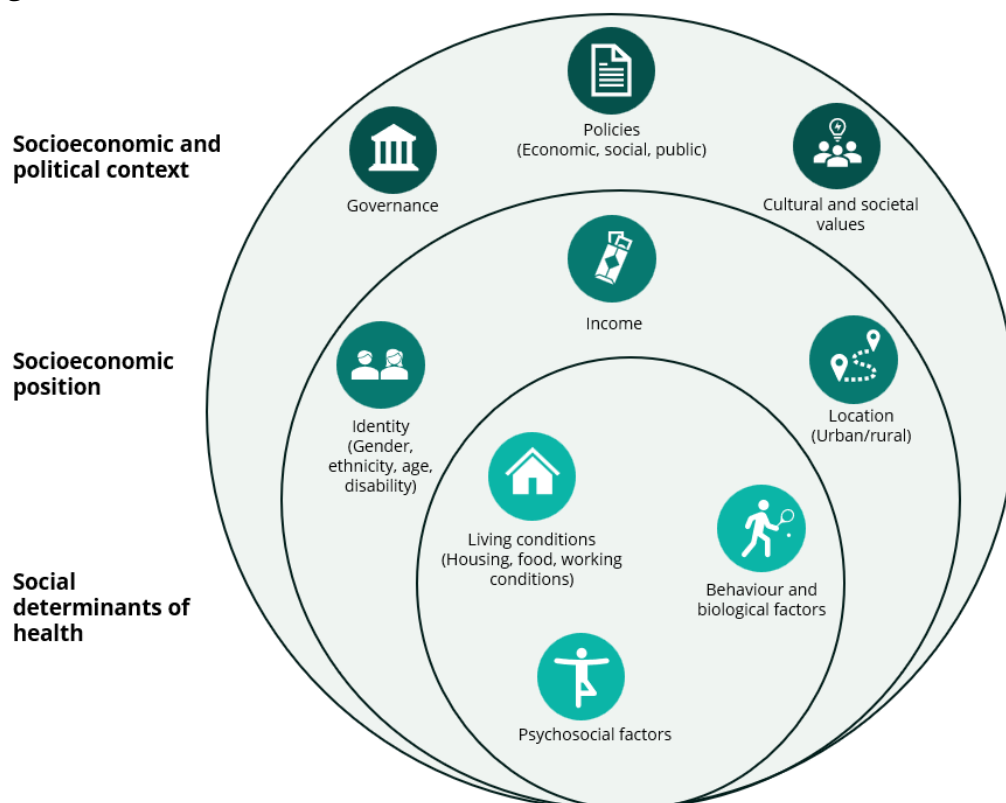 Socioeconomic and
political context
Governance
Policies
(Economic, social, public)
Cultural and societal
values
Socioeconomic
position
Identity
(Gender,
ethnicity, age,
disability)
Income
Location
(Urban/rural)
Social
determinants of
health
Living conditions
(Housing, food, working
conditions)
Behaviour and
biological factors
Psychosocial factors